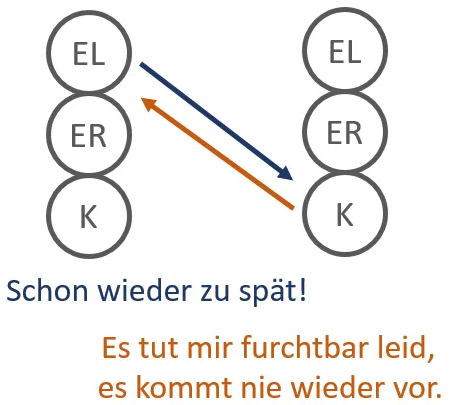 EL EL
ER ER
K K
Schon wieder zu spät!
Es tut mir furchtbar leid,
es kommt nie wieder vor.